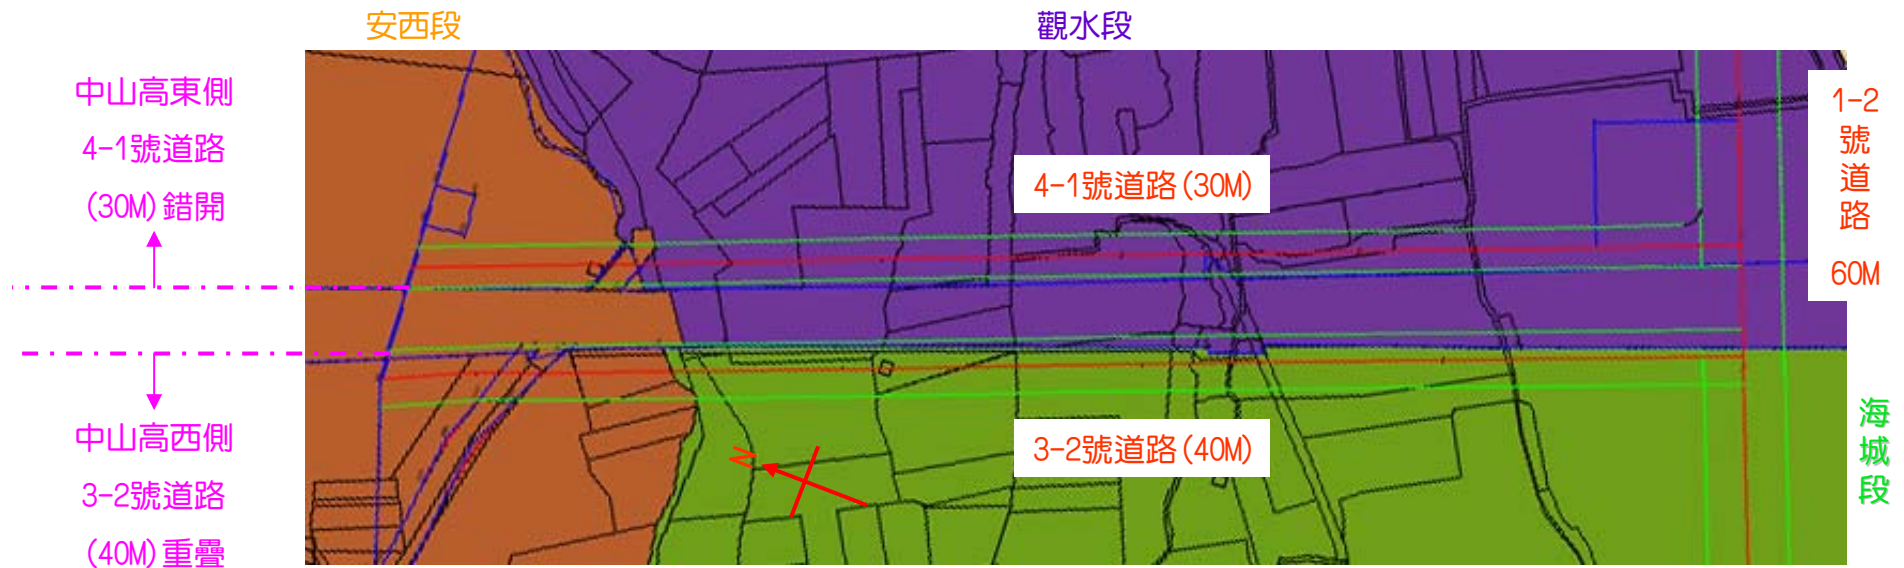 安西段
觀水段
中山高東側
4-1號道路
(30M)錯開
中山高西側
3-2號道路
(40M)重疊
4-1號道路(30M)
3-2號道路(40M)
N
1-2
號
道
路
60M
海
城
段